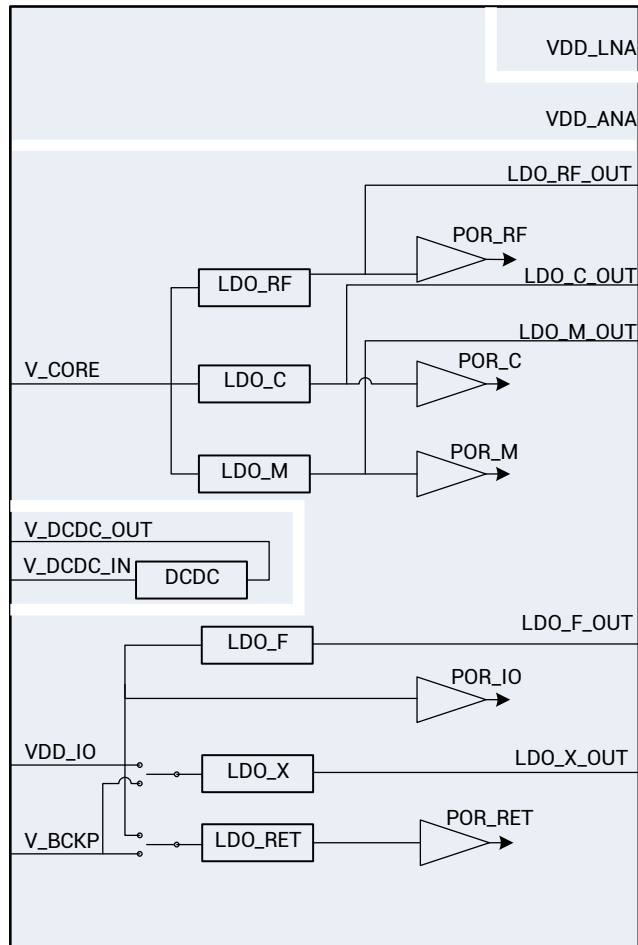 VDD_LNA
VDD_ANA
LDO_RF_OUT
POR_RF
LDO_RF
LDO_C_OUT
LDO_M_OUT
V_CORE
LDO_C
POR_C
LDO_M
POR_M
V_DCDC_OUT
V_DCDC_IN
DCDC
LDO_F
LDO_F_OUT
POR_IO
VDD_IO
LDO_X
LDO_X_OUT
V_BCKP
LDO_RET
POR_RET